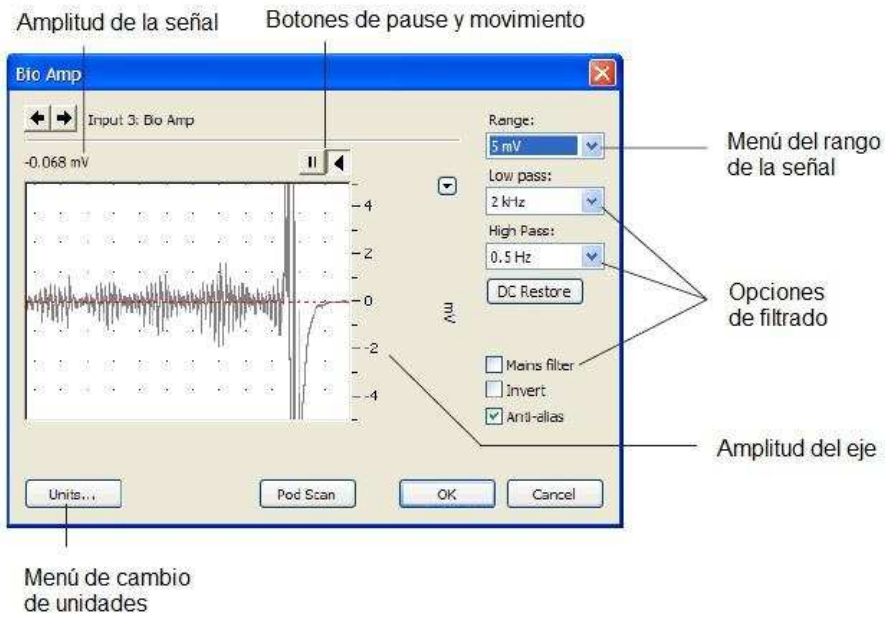 Amplitud de la señal
Botones de pause y movimiento
Bio Amp
Input 3: Bio Amp
Range:
5 mV
Menú del rango
de la señal
-0.068 mV
Low pass:
2 kHz
High Pass:
0.5 Hz
DC Restore
Opciones
de filtrado
4
2
0
-2
-4
mV
Mains filter
Invert
Anti-alias
Amplitud del eje
Units...
Pod Scan
OK
Cancel
Menú de cambio
de unidades